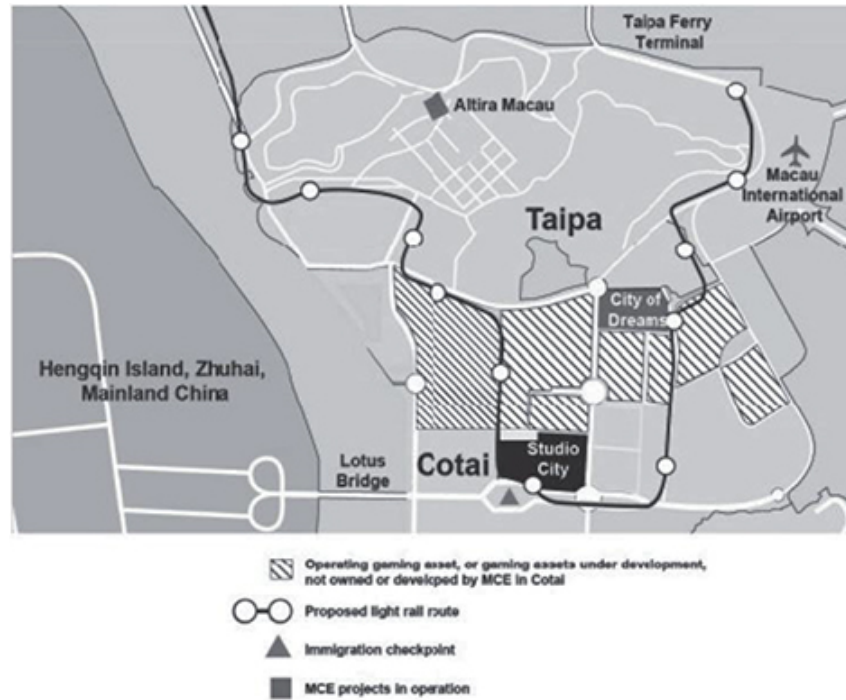 Taipa Ferry
Terminal
Altira Macau
Macau
International
Airport
Taipa
City of
Dreams
Hengqin Island, Zhuhai,
Mainland China
Lotus
Bridge
Cotai
Studio
City
Operating gaming asset, or gaming assets under development,
not owned or developed by MCE in Cotai
Proposed light rail route
Immigration checkpoint
MCE projects in operation